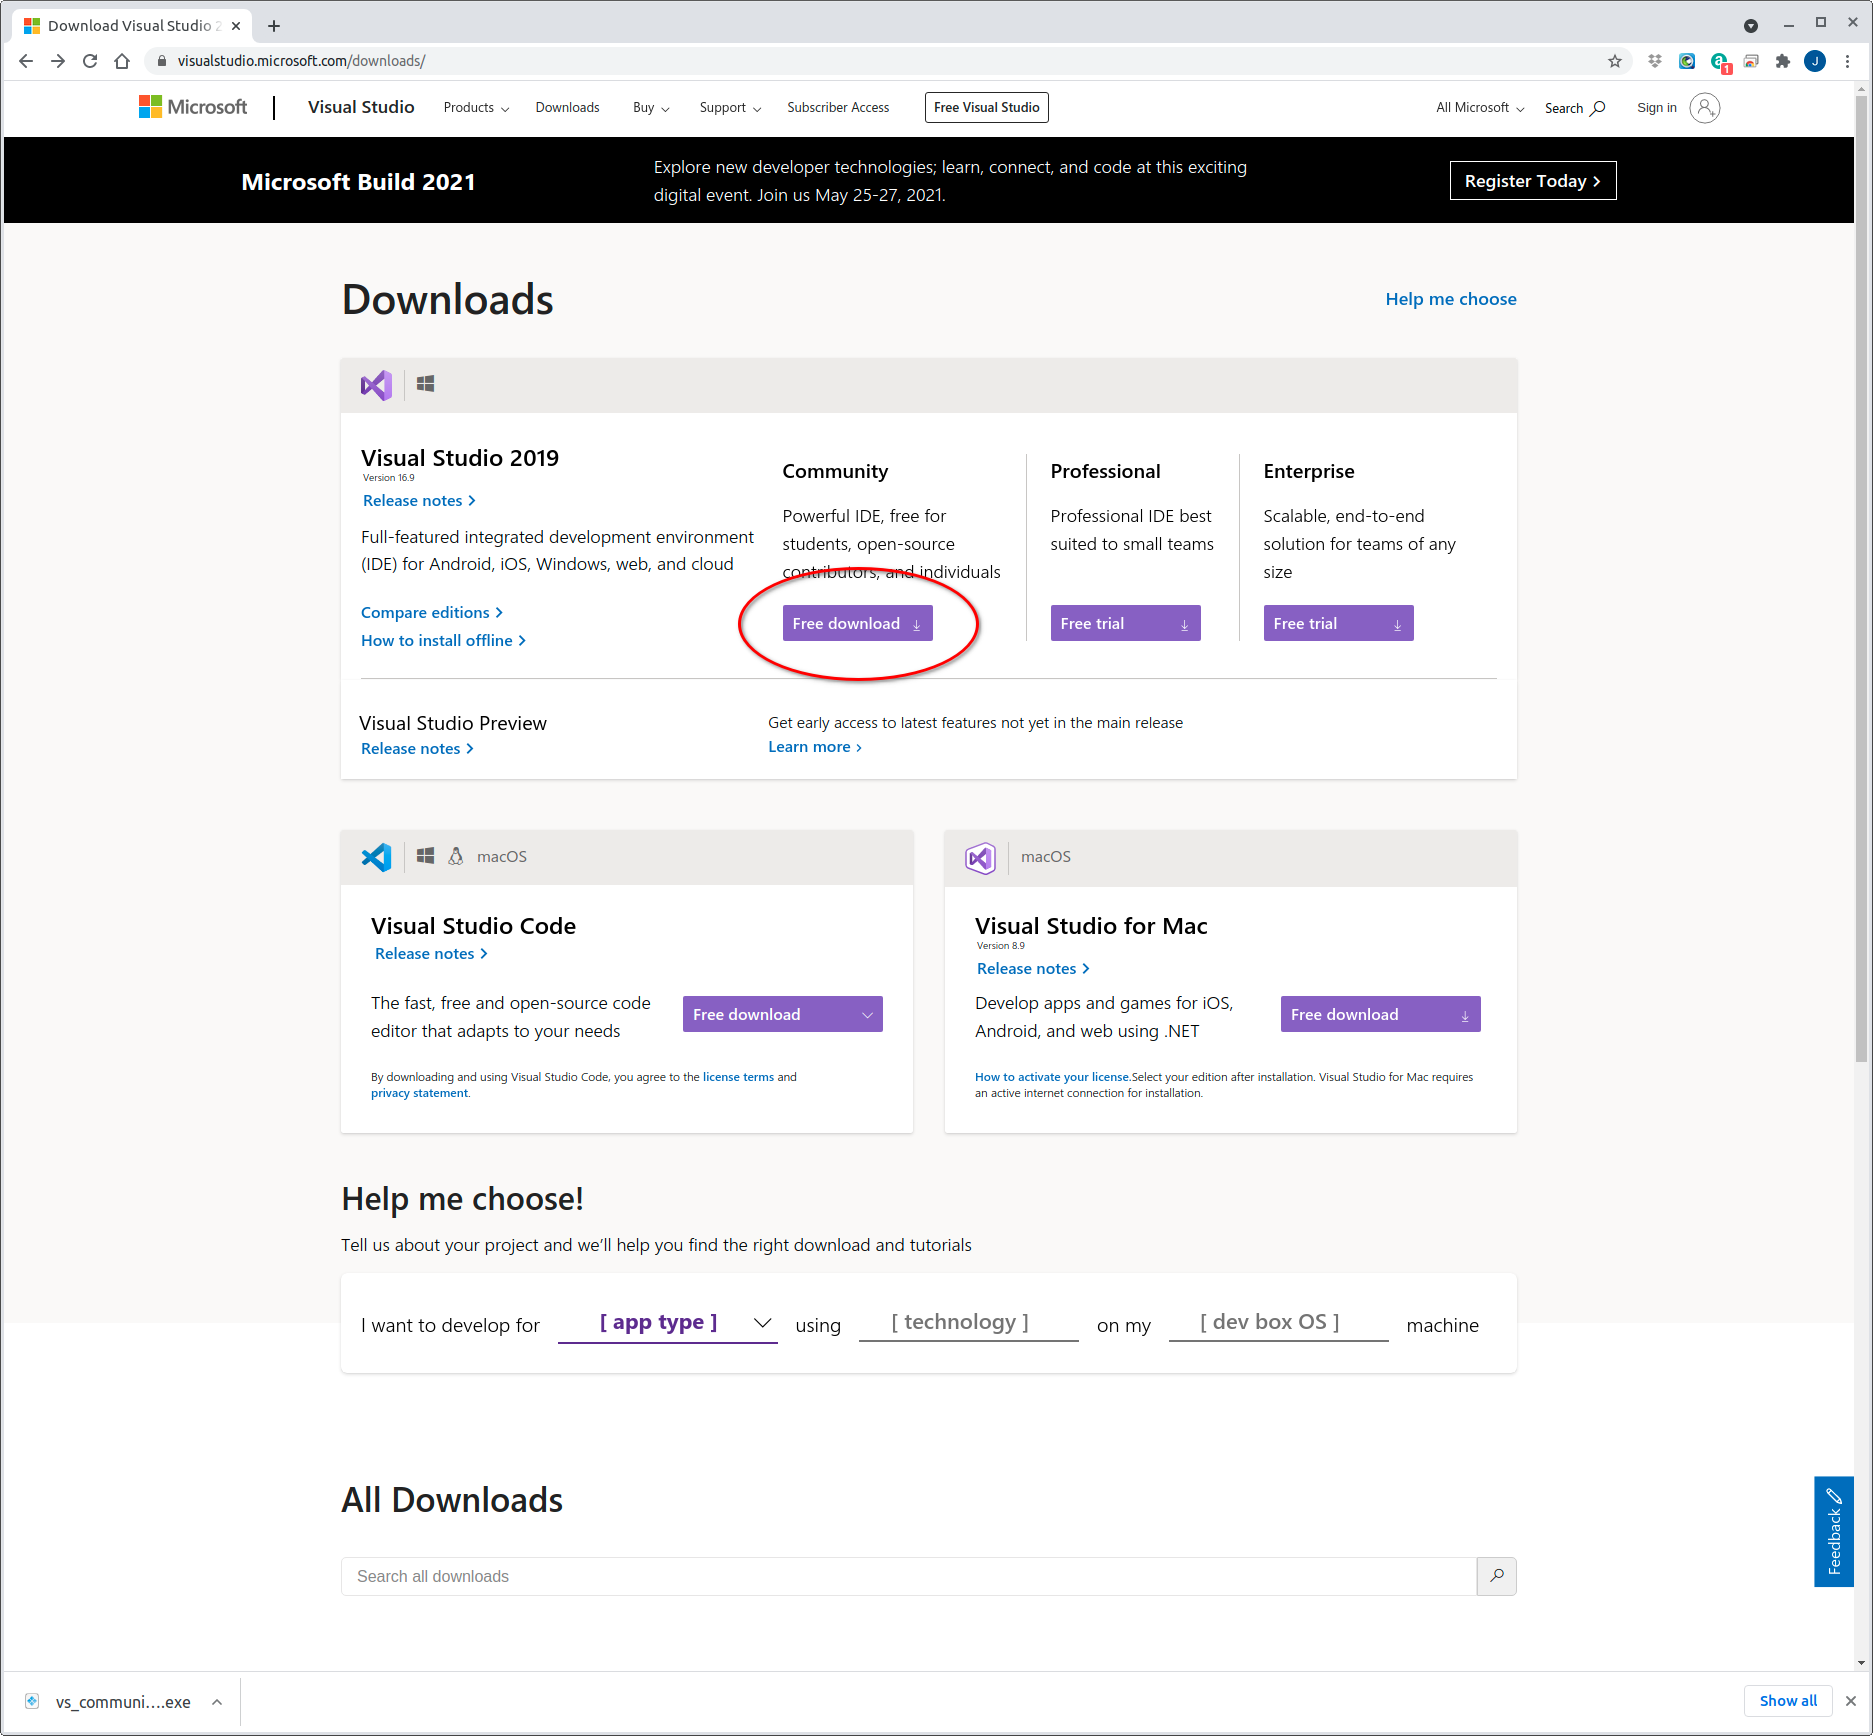 Download Visual Studio 2
visualstudio.microsoft.com/downloads/
a 1
J
Microsoft
Visual Studio Products Downloads Buy Support Subscriber Access Free Visual Studio All Microsoft Search Sign in
Microsoft Build 2021
Explore new developer technologies; learn, connect, and code at this exciting
digital event. Join us May 25-27, 2021.
Register Today >
Downloads
Help me choose
Visual Studio 2019
Version 16.9
Release notes >
Full-featured integrated development environment
(IDE) for Android, iOS, Windows, web, and cloud
Compare editions >
How to install offline >
Community
Powerful IDE, free for
students, open-source
contributors, and individuals
Free download
Professional
Professional IDE best
suited to small teams
Free trial
Enterprise
Scalable, end-to-end
solution for teams of any
size
Free trial
Visual Studio Preview
Release notes >
Get early access to latest features not yet in the main release
Learn more >
macOS
Visual Studio Code
Release notes >
The fast, free and open-source code
editor that adapts to your needs
Free download
By downloading and using Visual Studio Code, you agree to the license terms and
privacy statement.
macOS
Visual Studio for Mac
Version 8.9
Release notes >
Develop apps and games for iOS,
Android, and web using .NET
Free download
How to activate your license.Select your edition after installation. Visual Studio for Mac requires
an active internet connection for installation.
Help me choose!
Tell us about your project and we'll help you find the right download and tutorials
I want to develop for [ app type ] using [ technology ] on my [ dev box OS ] machine
All Downloads
Search all downloads
Feedback
vs_communi....exe
Show all